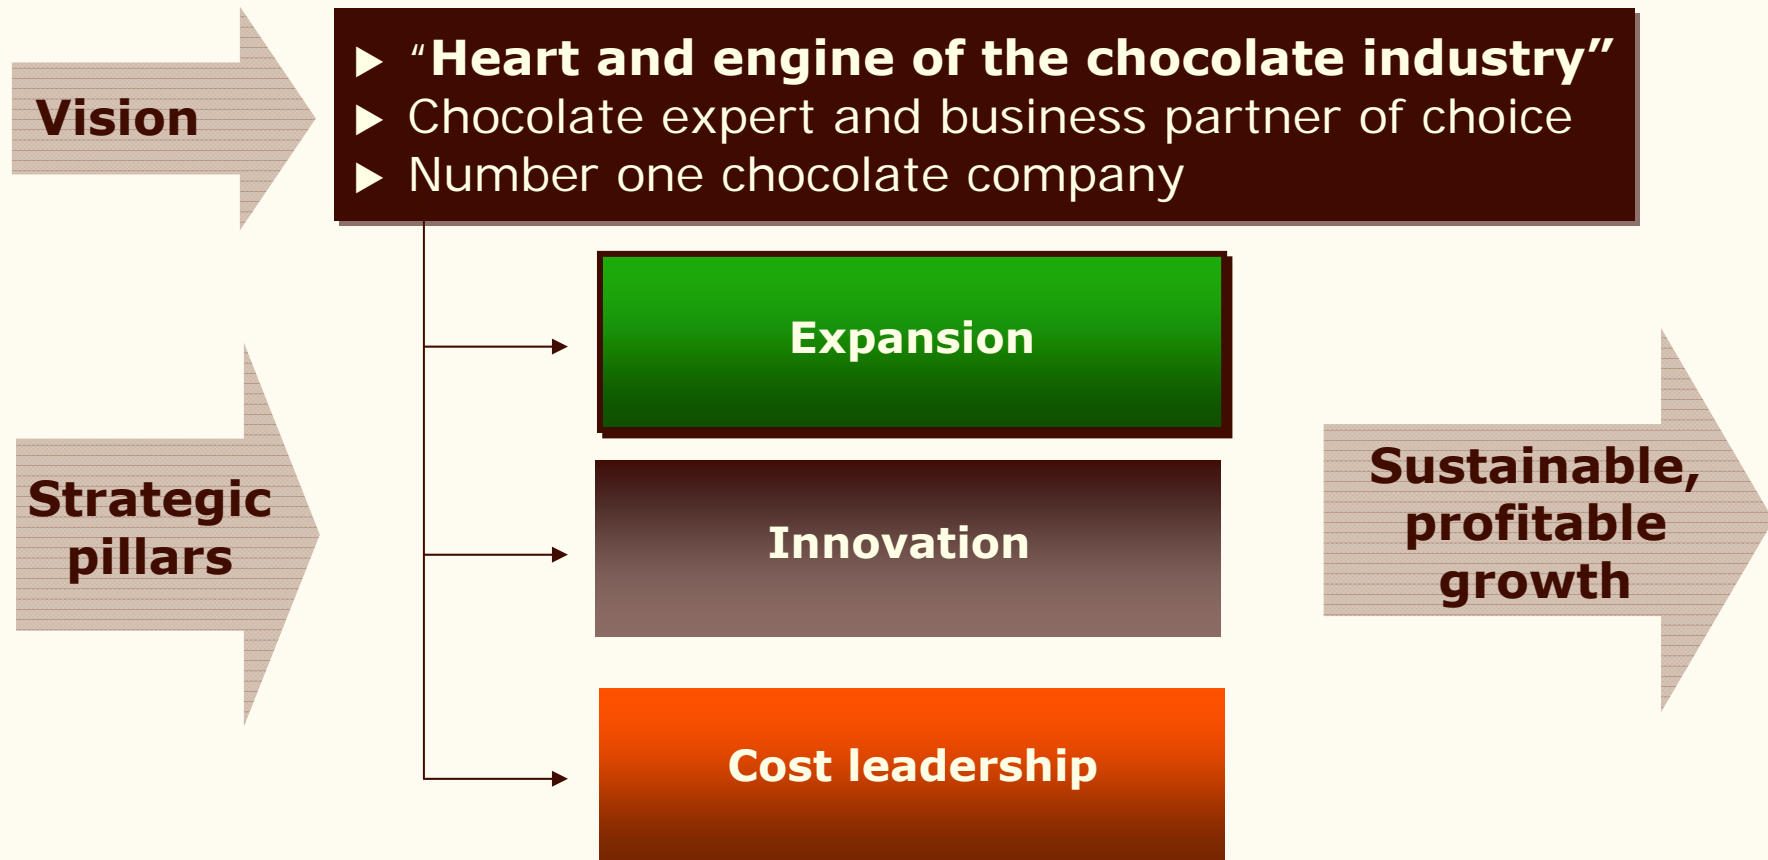 Vision
▶ “Heart and engine of the chocolate industry”
▶ Chocolate expert and business partner of choice
▶ Number one chocolate company
Strategic
pillars
Expansion
Innovation
Cost leadership
Sustainable,
profitable
growth